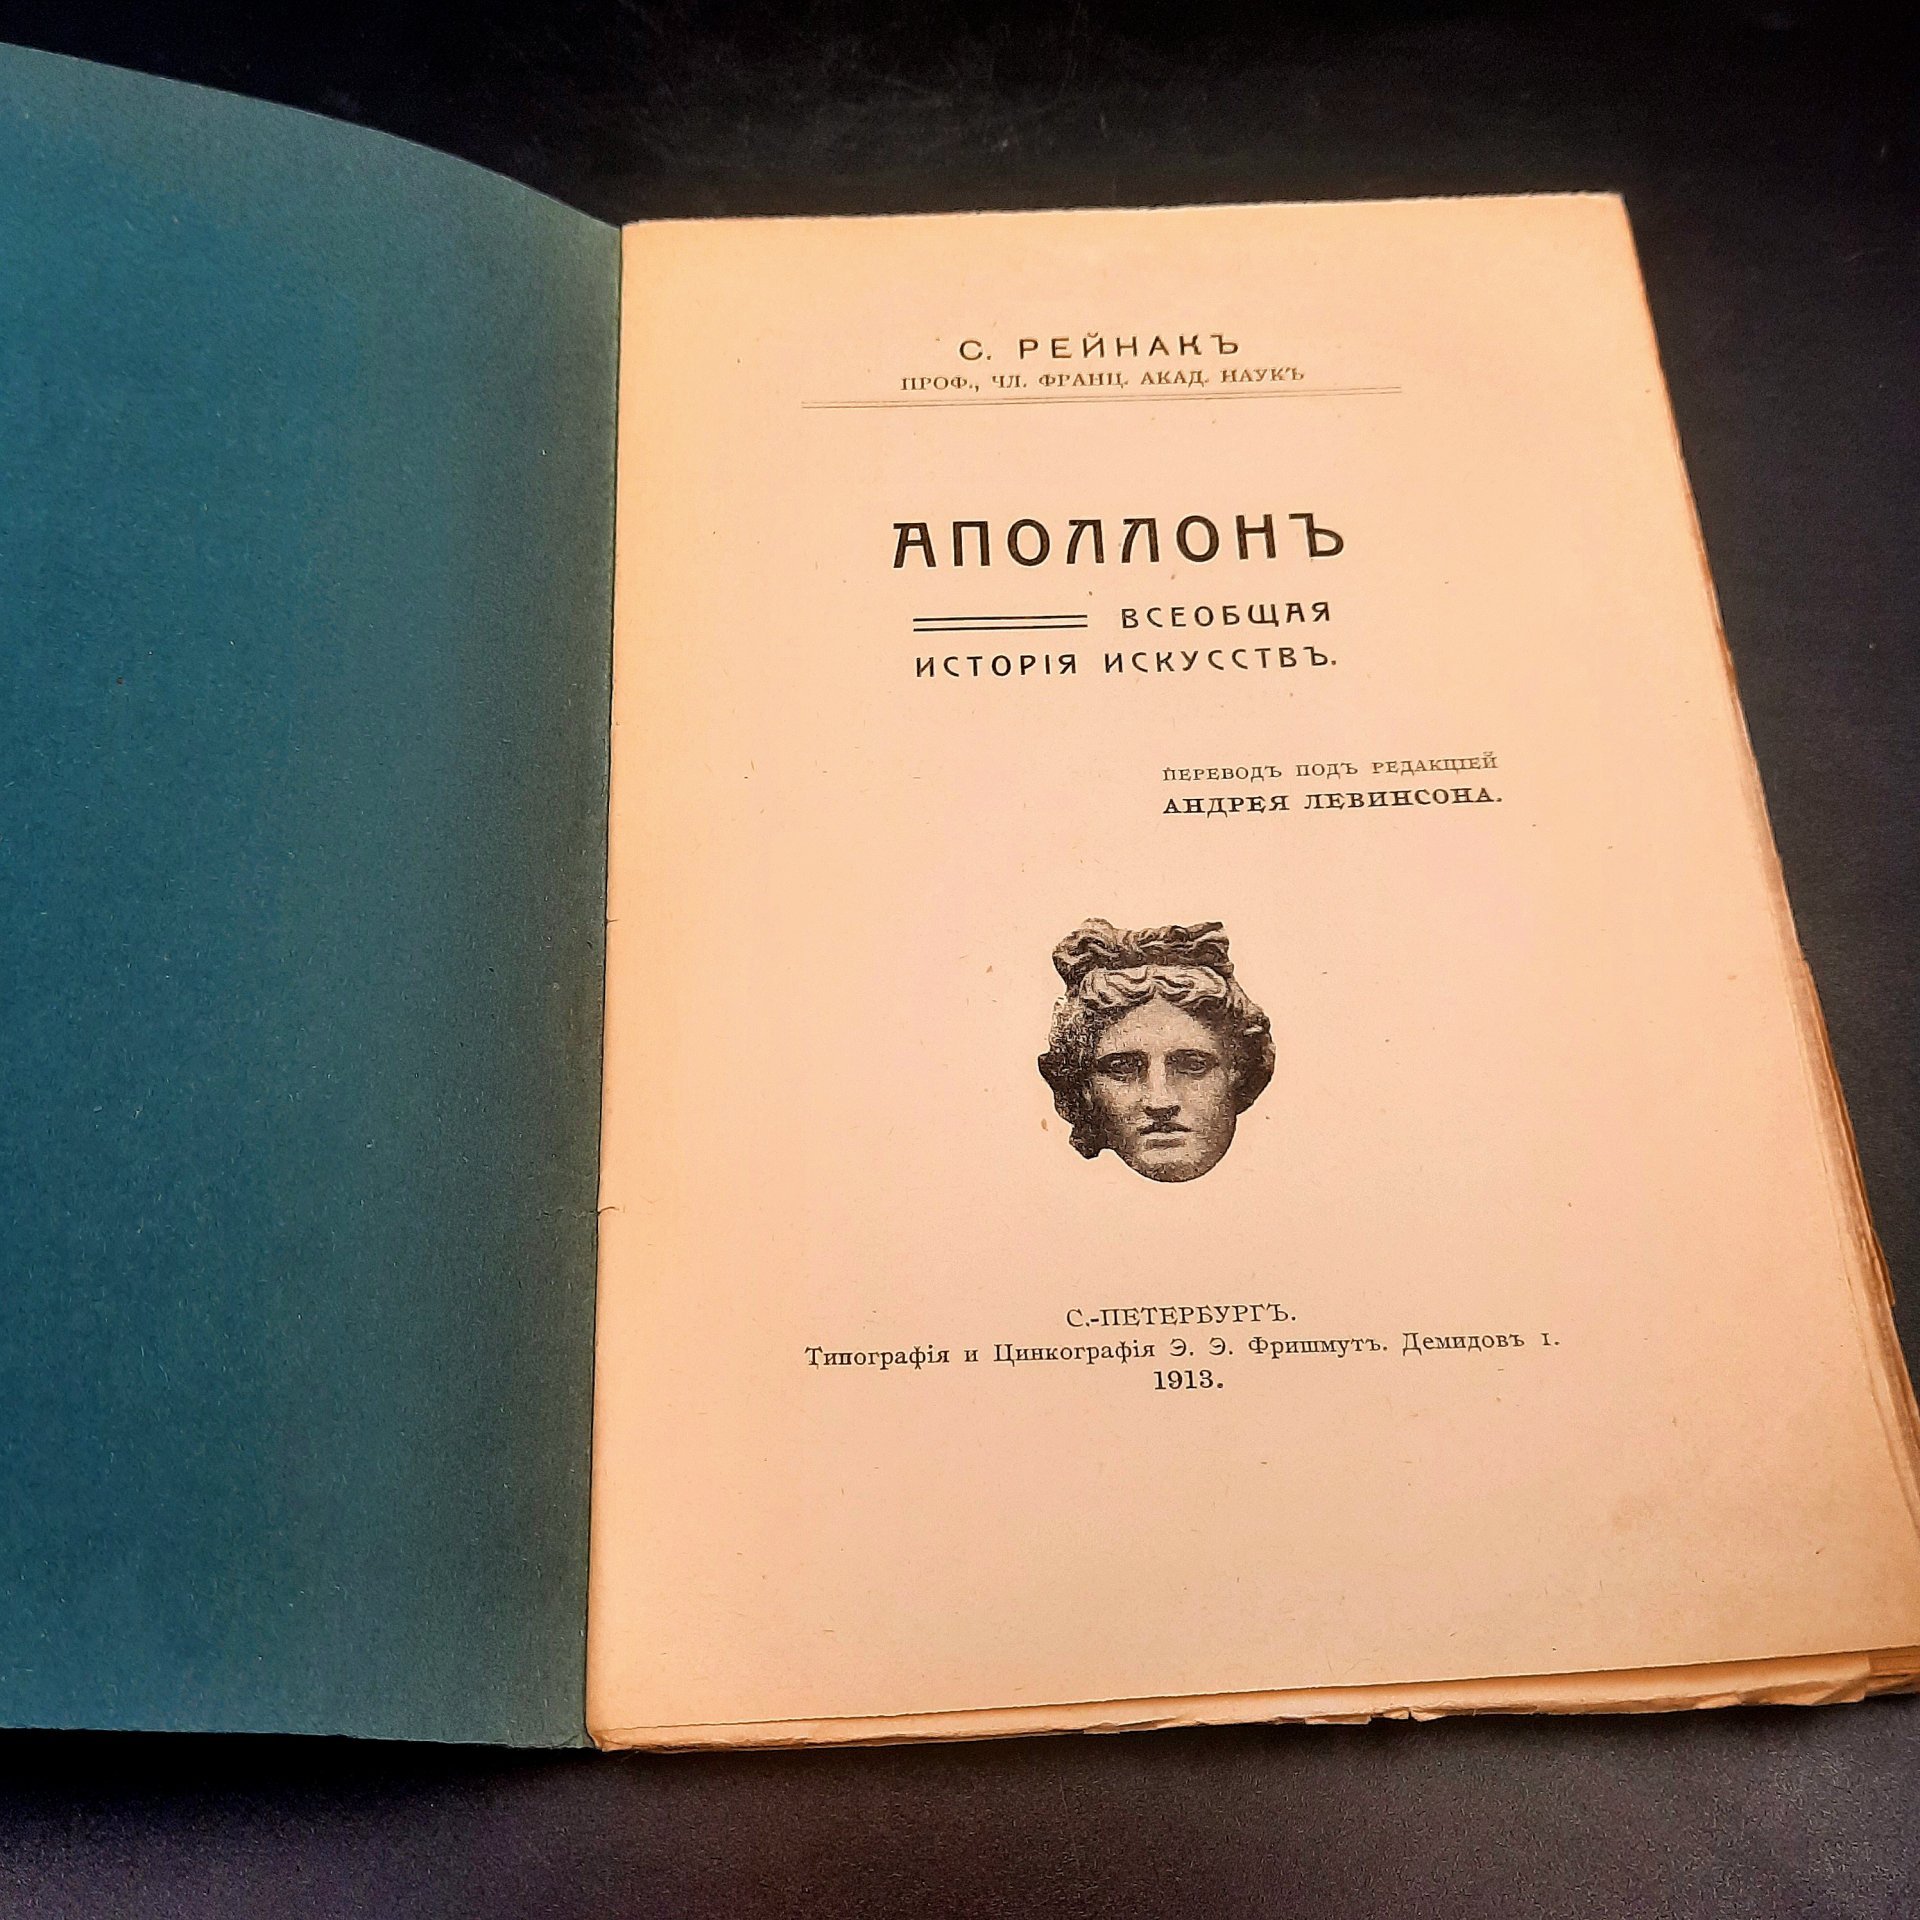 С. РЕЙНАКЪ
ПРОФ., ЧЛ. ФРАНЦ. АКАД. НАУКЪ
АПОЛЛОНЪ
ВСЕОБЩАЯ
ИСТОРІЯ ИСКУССТВЪ.
ПЕРЕВОДЪ ПОДЪ РЕДАКЦІЕЙ
АНДРЕЯ ЛЕВИНСОНА.
С.-ПЕТЕРБУРГЪ.
Типографія и Цинкографія Э. Э. Фришмутъ. Демидовъ 1.
1913.